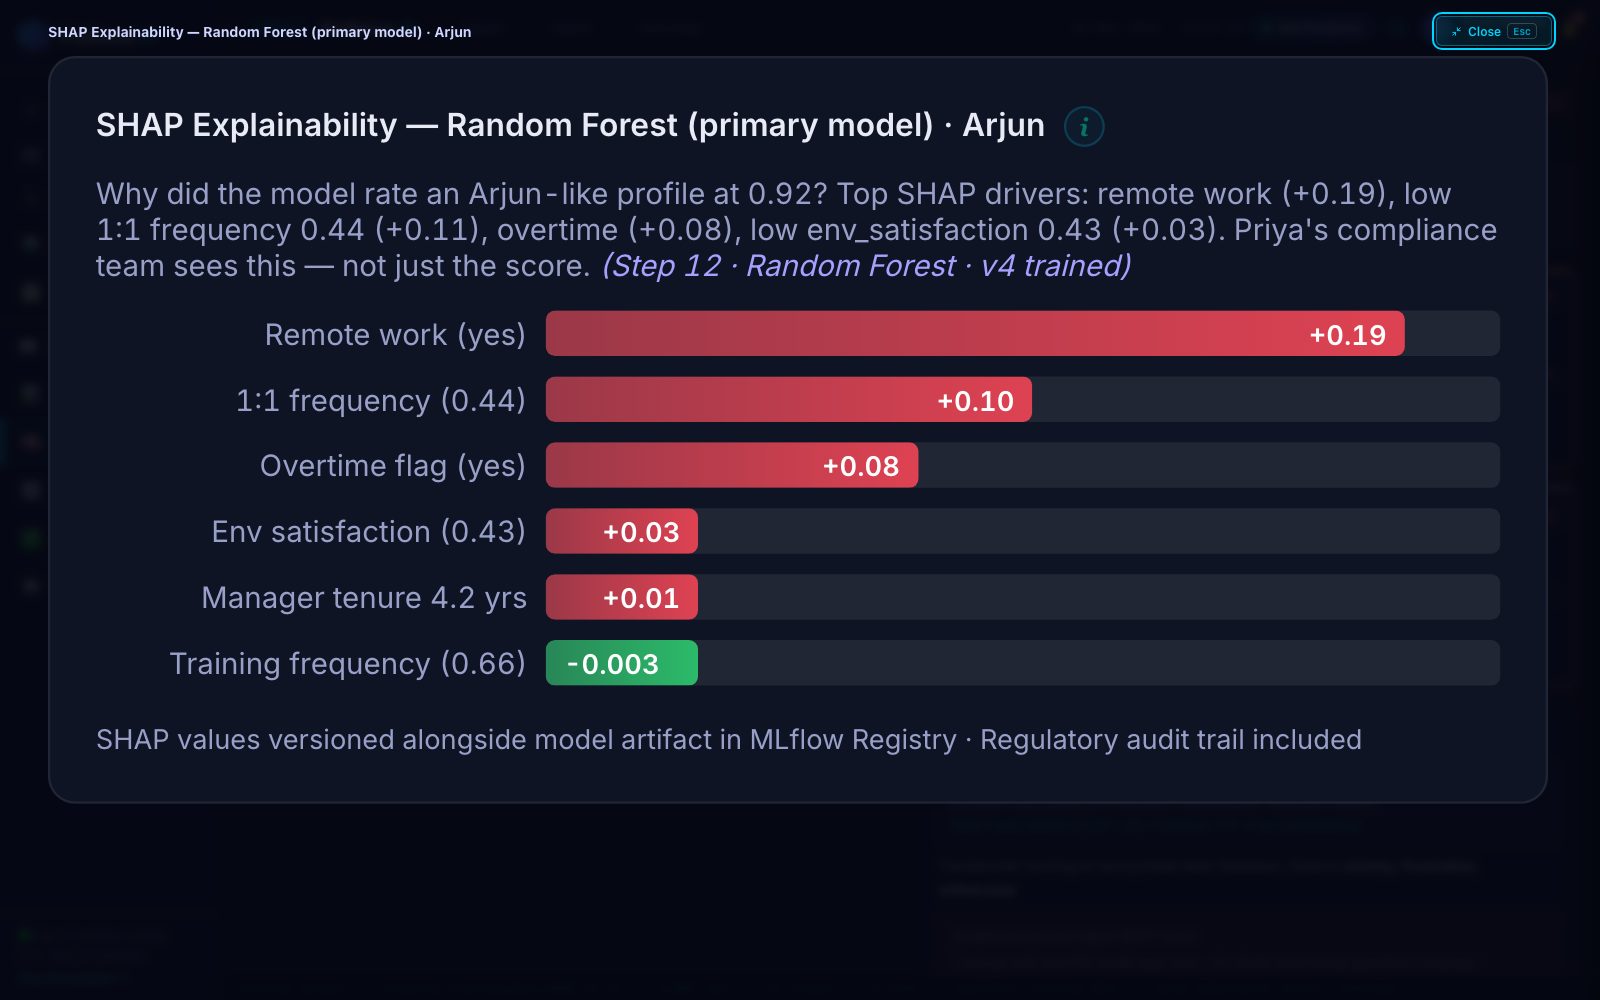 SHAP Explainability — Random Forest (primary model) · Arjun
Close Esc
SHAP Explainability — Random Forest (primary model) · Arjun i
Why did the model rate an Arjun-like profile at 0.92? Top SHAP drivers: remote work (+0.19), low
1:1 frequency 0.44 (+0.11), overtime (+0.08), low env_satisfaction 0.43 (+0.03). Priya's compliance
team sees this — not just the score. (Step 12 · Random Forest · v4 trained)
Remote work (yes) +0.19
1:1 frequency (0.44) +0.10
Overtime flag (yes) +0.08
Env satisfaction (0.43) +0.03
Manager tenure 4.2 yrs +0.01
Training frequency (0.66) -0.003
SHAP values versioned alongside model artifact in MLflow Registry · Regulatory audit trail included